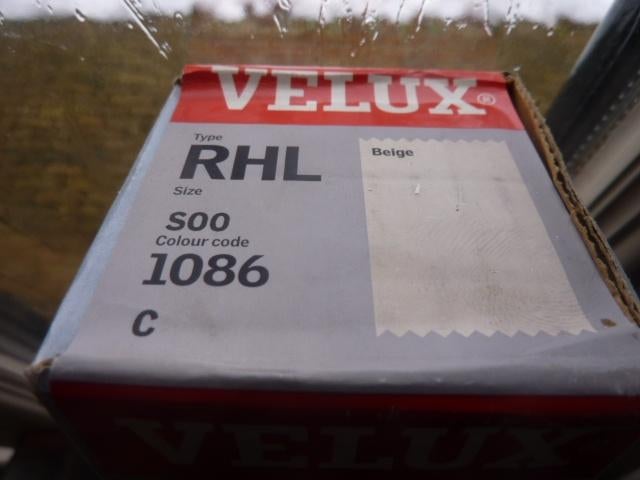 VELUX®
Type
RHL
Beige
Size
S00
Colour code
1086
C
VELUX